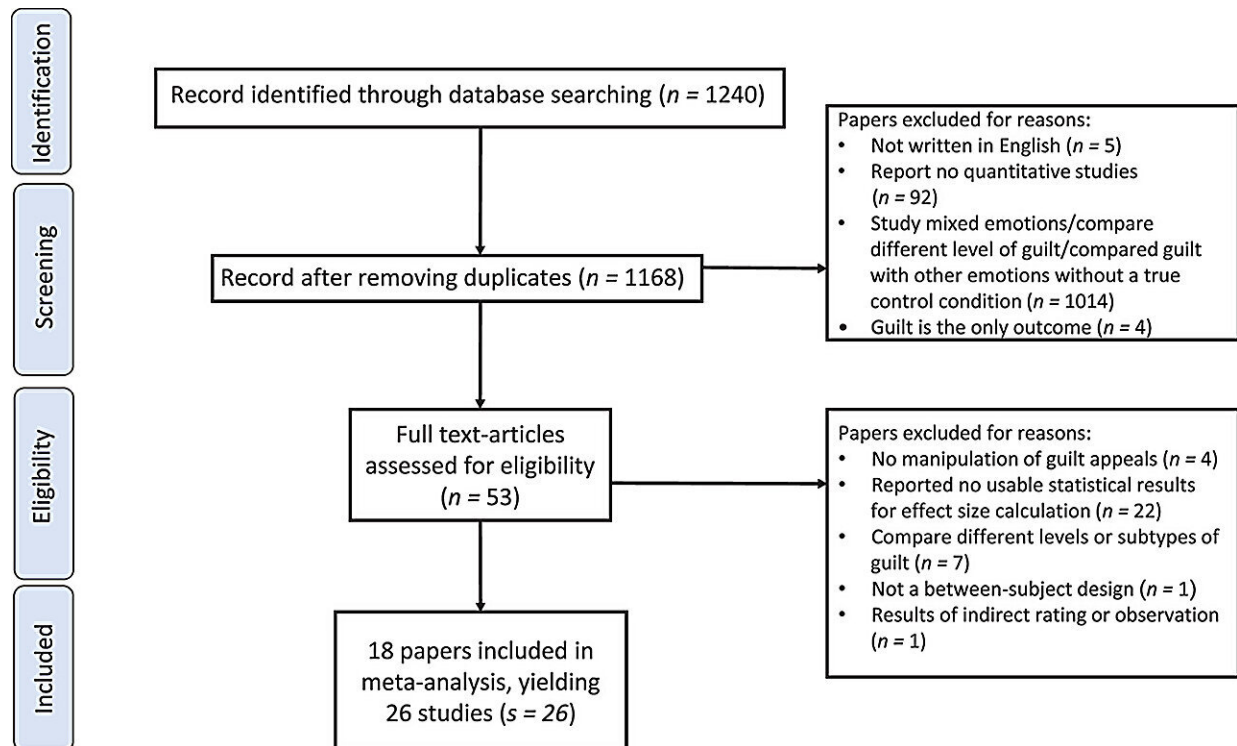 Identification
Record identified through database searching (n = 1240)
Papers excluded for reasons:
• Not written in English (n = 5)
• Report no quantitative studies
(n = 92)
• Study mixed emotions/compare
different level of guilt/compared guilt
with other emotions without a true
control condition (n = 1014)
• Guilt is the only outcome (n = 4)
Screening
Record after removing duplicates (n = 1168)
Eligibility
Full text-articles
assessed for eligibility
(n = 53)
Papers excluded for reasons:
• No manipulation of guilt appeals (n = 4)
• Reported no usable statistical results
for effect size calculation (n = 22)
• Compare different levels or subtypes of
guilt (n = 7)
• Not a between-subject design (n = 1)
• Results of indirect rating or observation
(n = 1)
Included
18 papers included in
meta-analysis, yielding
26 studies (s = 26)